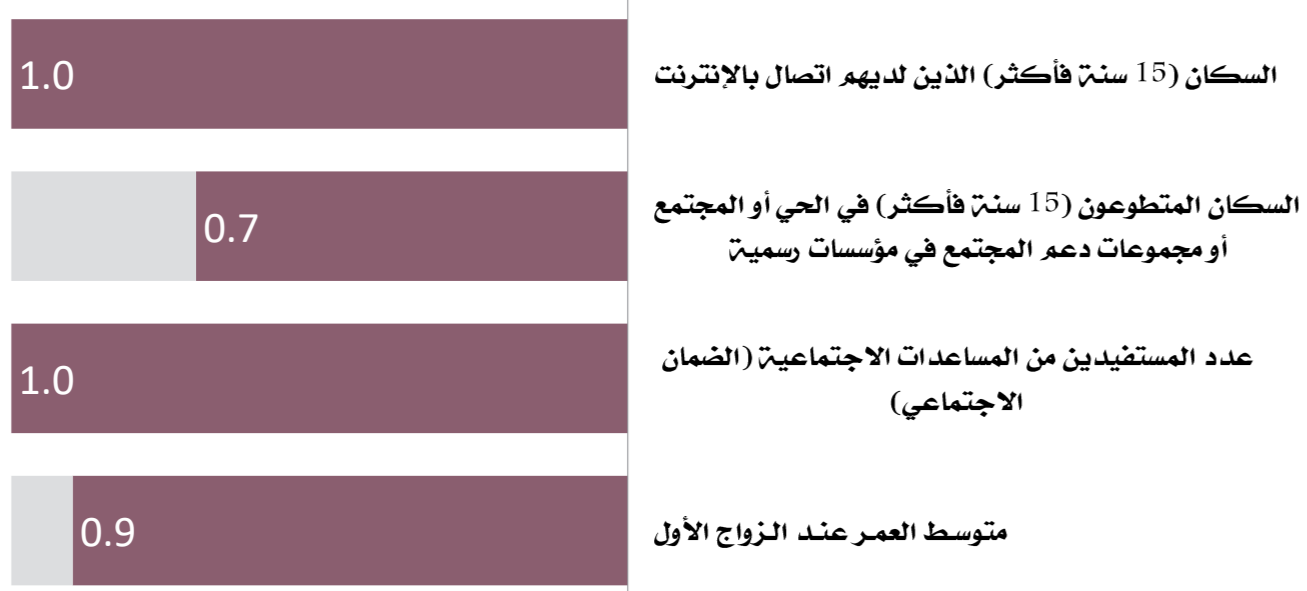 السكان (15 سنة فأكثر) الذين لديهم اتصال بالإنترنت
1.0
السكان المتطوعون (15 سنة فأكثر) في الحي أو المجتمع
أو مجموعات دعم المجتمع في مؤسسات رسمية
0.7
عدد المستفيدين من المساعدات الاجتماعية (الضمان
الاجتماعي)
1.0
متوسط العمر عند الزواج الأول
0.9